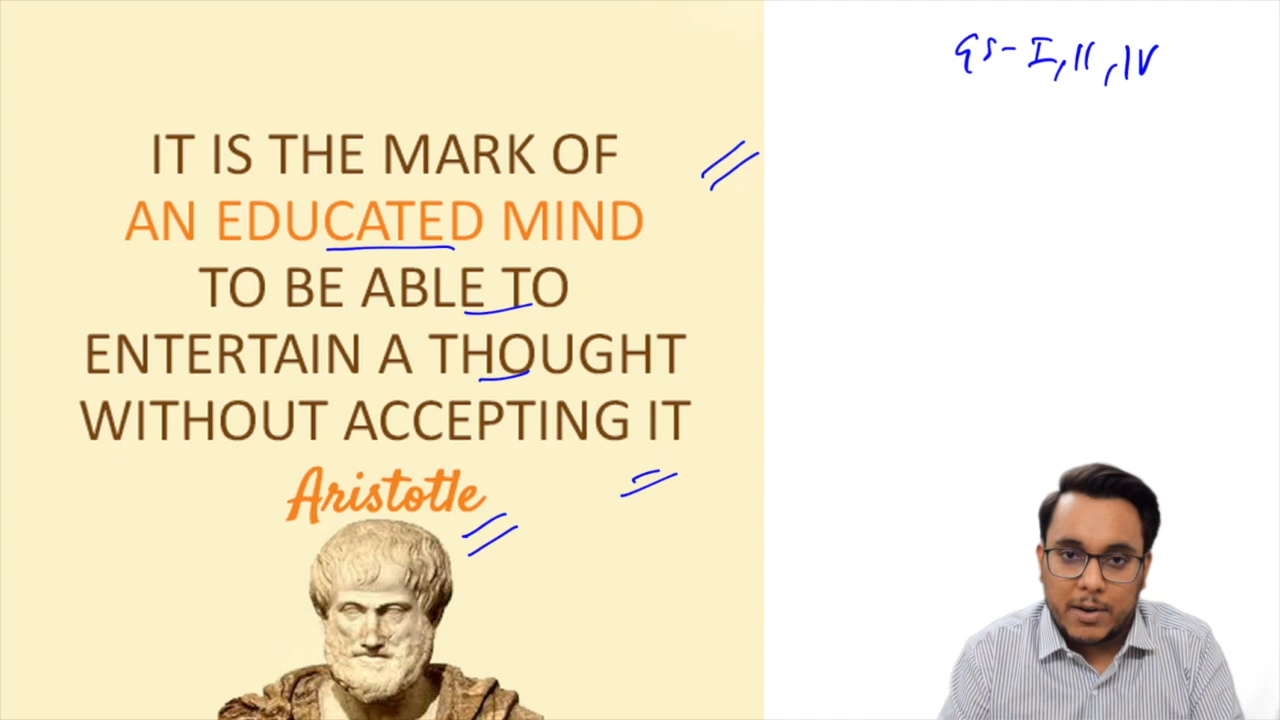 IT IS THE MARK OF
AN EDUCATED MIND
TO BE ABLE TO
ENTERTAIN A THOUGHT
WITHOUT ACCEPTING IT
Aristotle
GS- I, II, IV